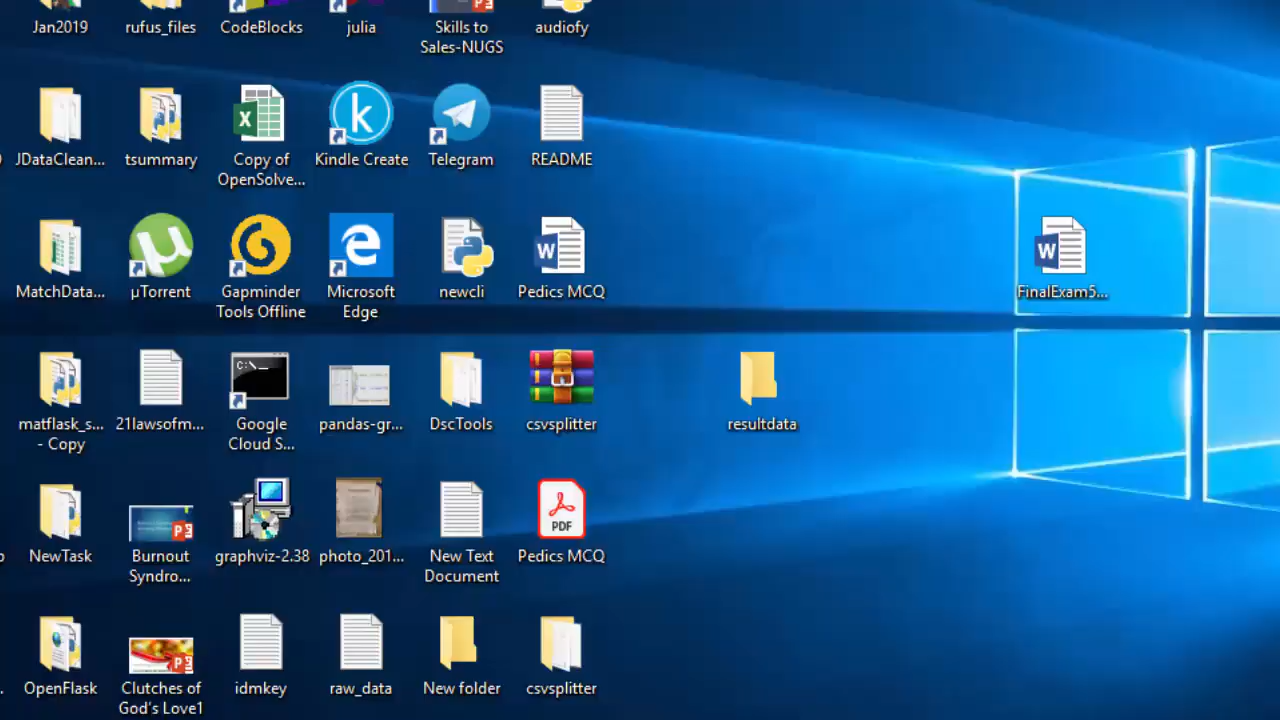 Jan2019
rufus_files
CodeBlocks
julia
Skills to
Sales-NUGS
audiofy
JDataClean...
tsummary
Copy of
OpenSolve...
Kindle Create
Telegram
README
MatchData...
µTorrent
Gapminder
Tools Offline
Microsoft
Edge
newcli
Pedics MCQ
FinalExam5...
matflask_s...
- Copy
21lawsofm...
Google
Cloud S...
pandas-gr...
DscTools
csvsplitter
resultdata
NewTask
Burnout
Syndro...
graphviz-2.38
photo_201...
New Text
Document
PDF
Pedics MCQ
OpenFlask
Clutches of
God's Love1
idmkey
raw_data
New folder
csvsplitter